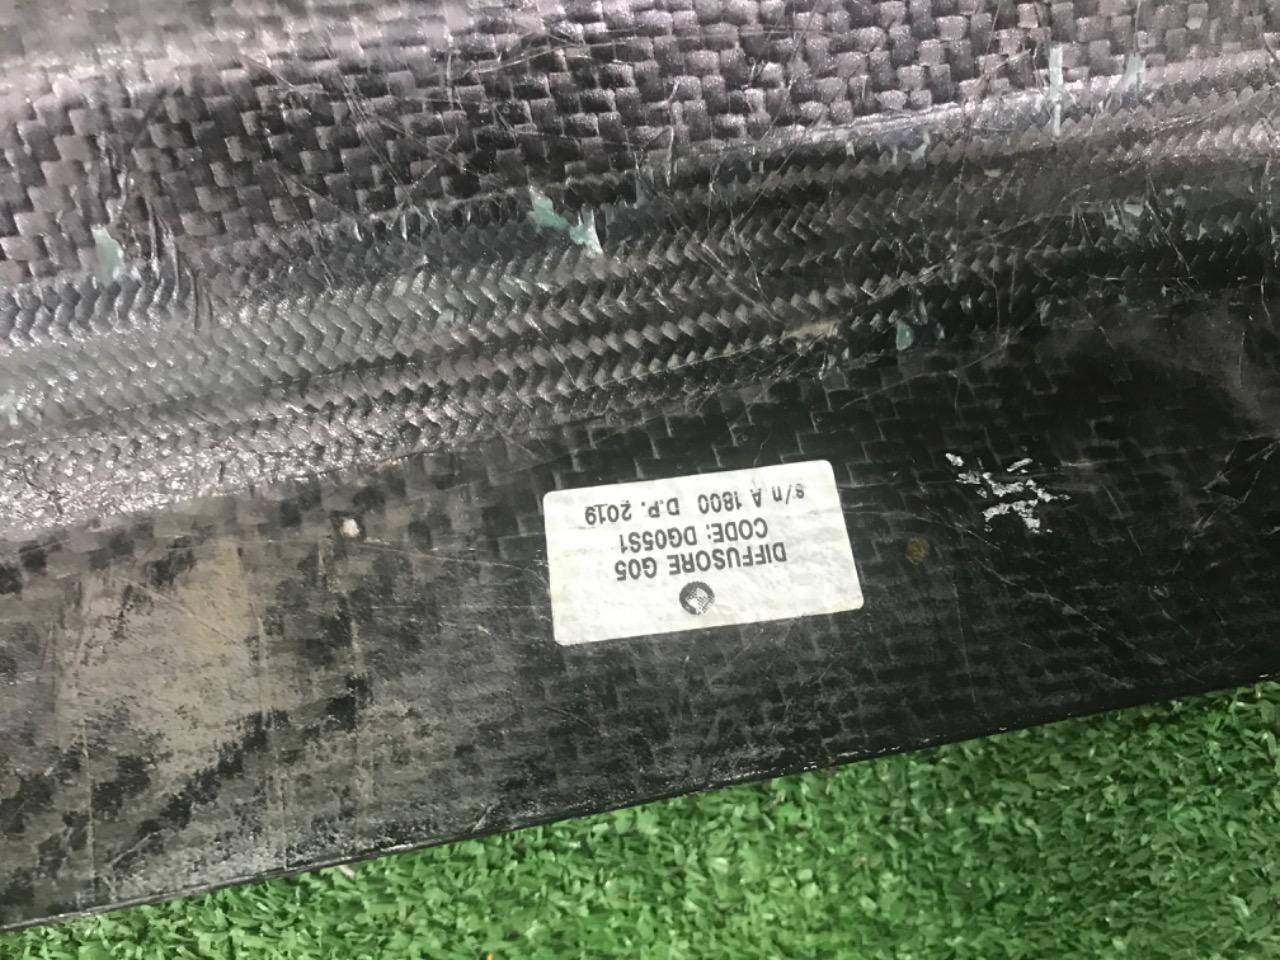 DIFFUSORE G05
CODE: DG05S1
s/n A 1800 D.P. 2019